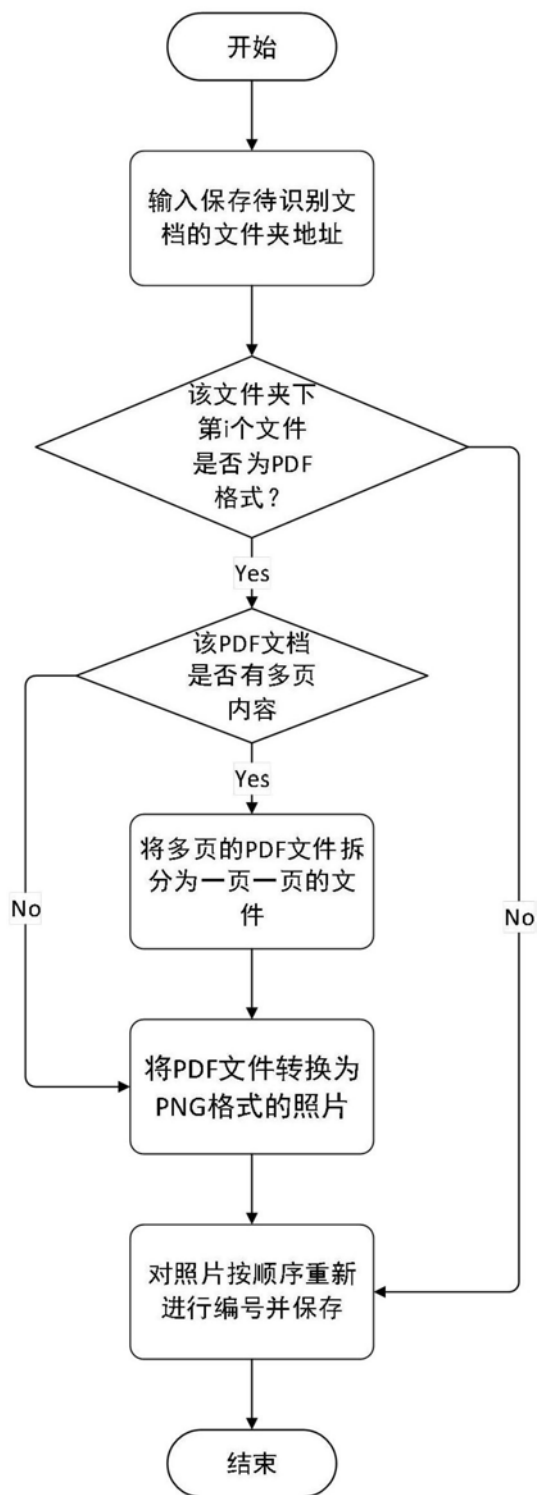 开始
输入保存待识别文
档的文件夹地址
该文件夹下
第i个文件
是否为PDF
格式？
Yes
该PDF文档
是否有多页
内容
Yes
将多页的PDF文件拆
分为一页一页的文
件
No
No
将PDF文件转换为
PNG格式的照片
对照片按顺序重新
进行编号并保存
结束